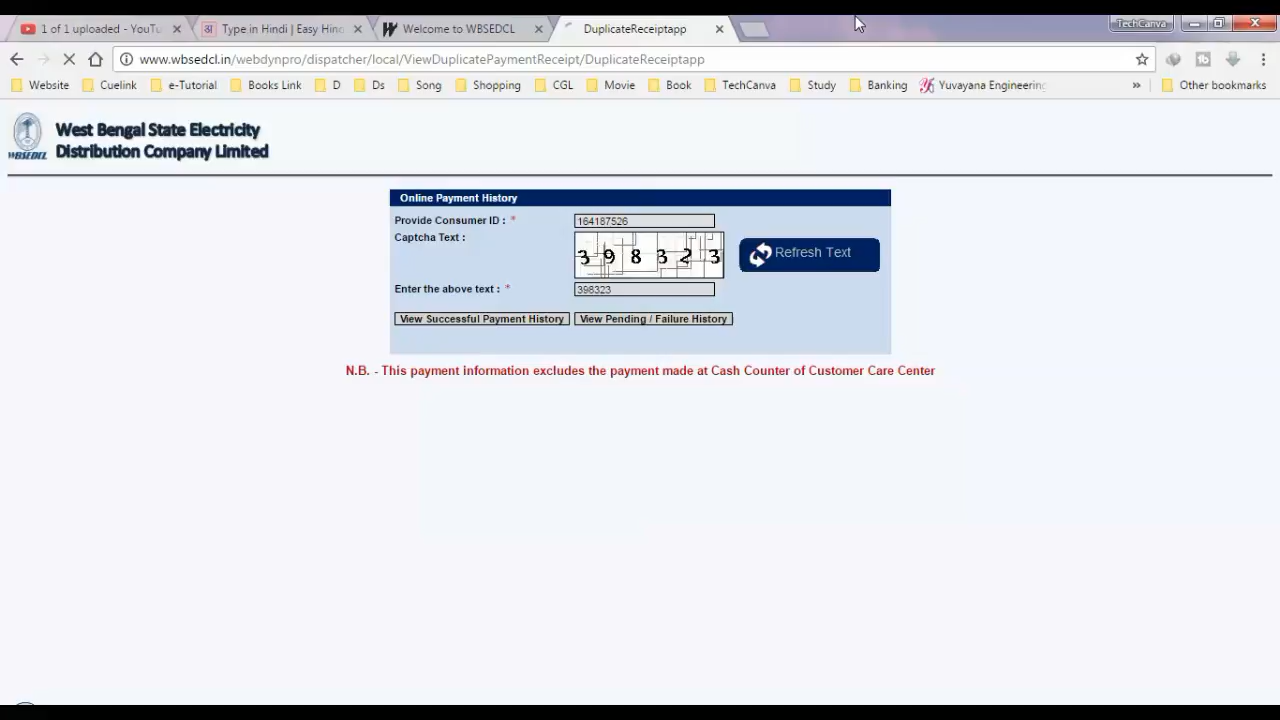 1 of 1 uploaded - YouTu
Type in Hindi | Easy Hind
Welcome to WBSEDCL
DuplicateReceiptapp
TechCanva
www.wbsedcl.in/webdynpro/dispatcher/local/ViewDuplicatePaymentReceipt/DuplicateReceiptapp
Website Cuelink e-Tutorial Books Link D Ds Song Shopping CGL Movie Book TechCanva Study Banking Yuvayana Engineering » Other bookmarks
WBSEDCL
West Bengal State Electricity
Distribution Company Limited
Online Payment History
Provide Consumer ID : * 164187526
Captcha Text : 398323 Refresh Text
Enter the above text : * 398323
View Successful Payment History View Pending / Failure History
N.B. - This payment information excludes the payment made at Cash Counter of Customer Care Center